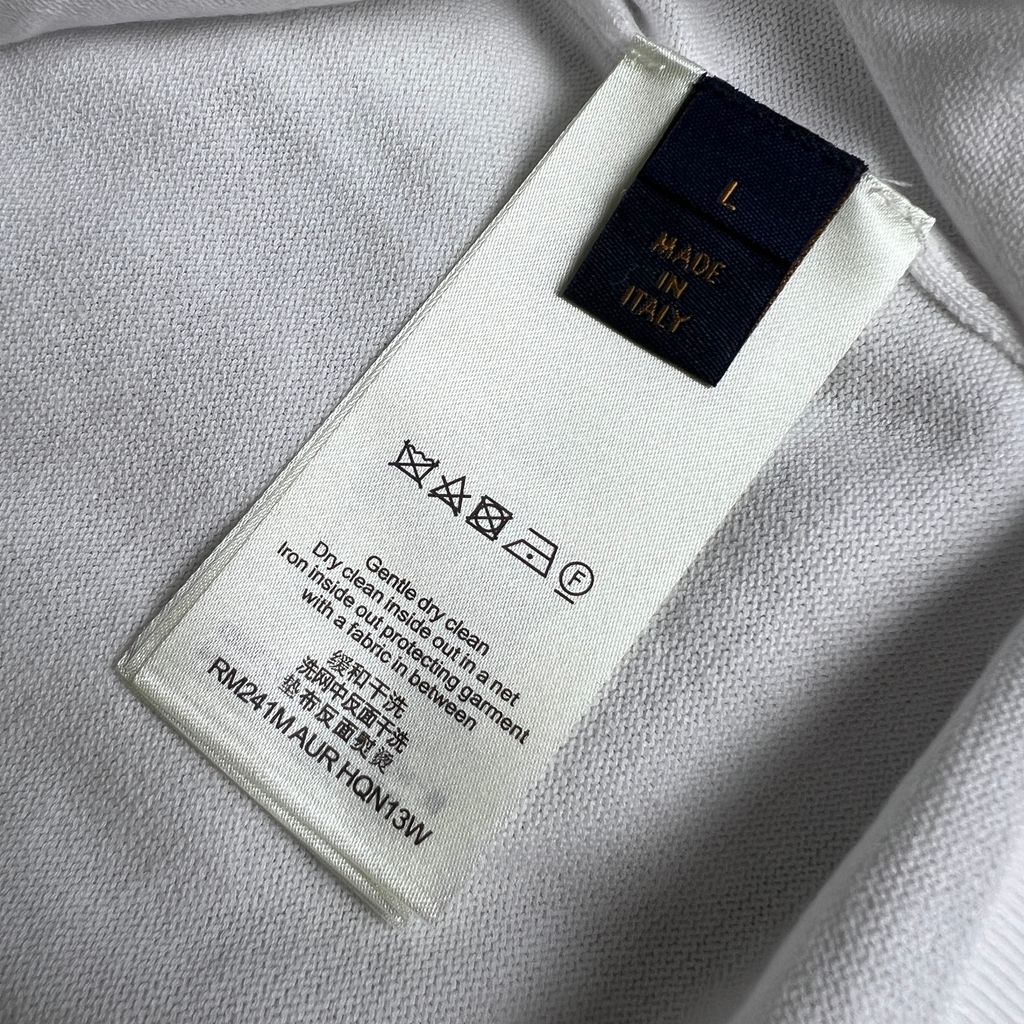 L
MADE
IN
ITALY
F
Gentle dry clean
Dry clean inside out in a net
Iron inside out protecting garment
with a fabric in between
缓和干洗
洗网中反面干洗
垫布反面熨烫
RM241M AUR HQN13W